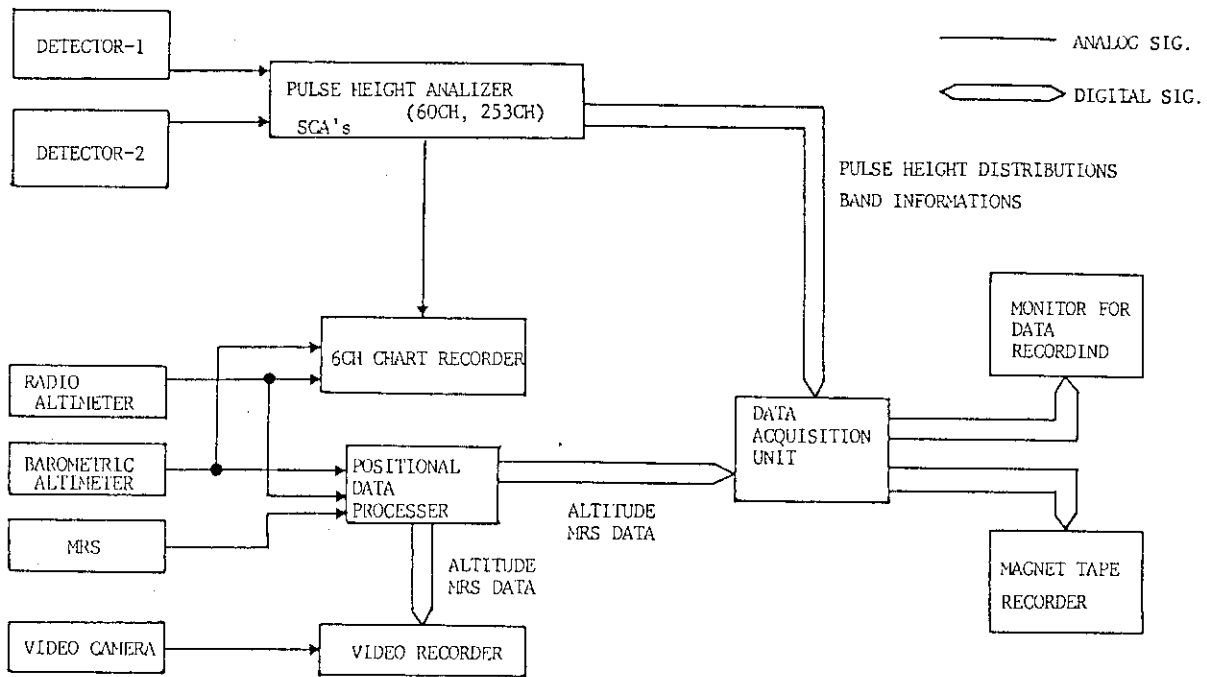 DETECTOR-1
DETECTOR-2
PULSE HEIGHT ANALIZER
(60CH, 253CH)
SCA's
ANALOG SIG.
DIGITAL SIG.
PULSE HEIGHT DISTRIBUTIONS
BAND INFORMATIONS
6CH CHART RECORDER
RADIO
ALTIMETER
BAROMETRIC
ALTIMETER
MRS
VIDEO CAMERA
POSITIONAL
DATA
PROCESSER
ALTITUDE
MRS DATA
ALTITUDE
MRS DATA
VIDEO RECORDER
DATA
ACQUISITION
UNIT
MONITOR FOR
DATA
RECORDIND
MAGNET TAPE
RECORDER